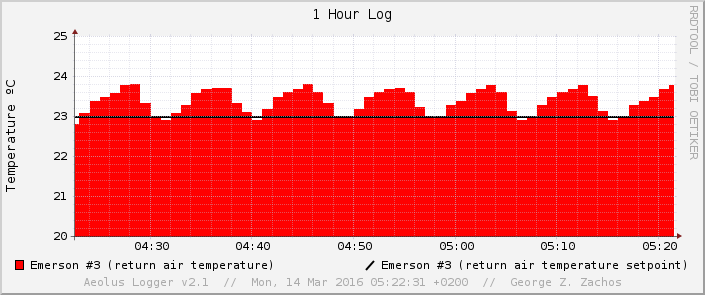 1 Hour Log
RRDTOOL / TOBI OETIKER
Temperature ºC
25
24
23
22
21
20
04:30 04:40 04:50 05:00 05:10 05:20
Emerson #3 (return air temperature) Emerson #3 (return air temperature setpoint)
Aeolus Logger v2.1 // Mon, 14 Mar 2016 05:22:31 +0200 // George Z. Zachos